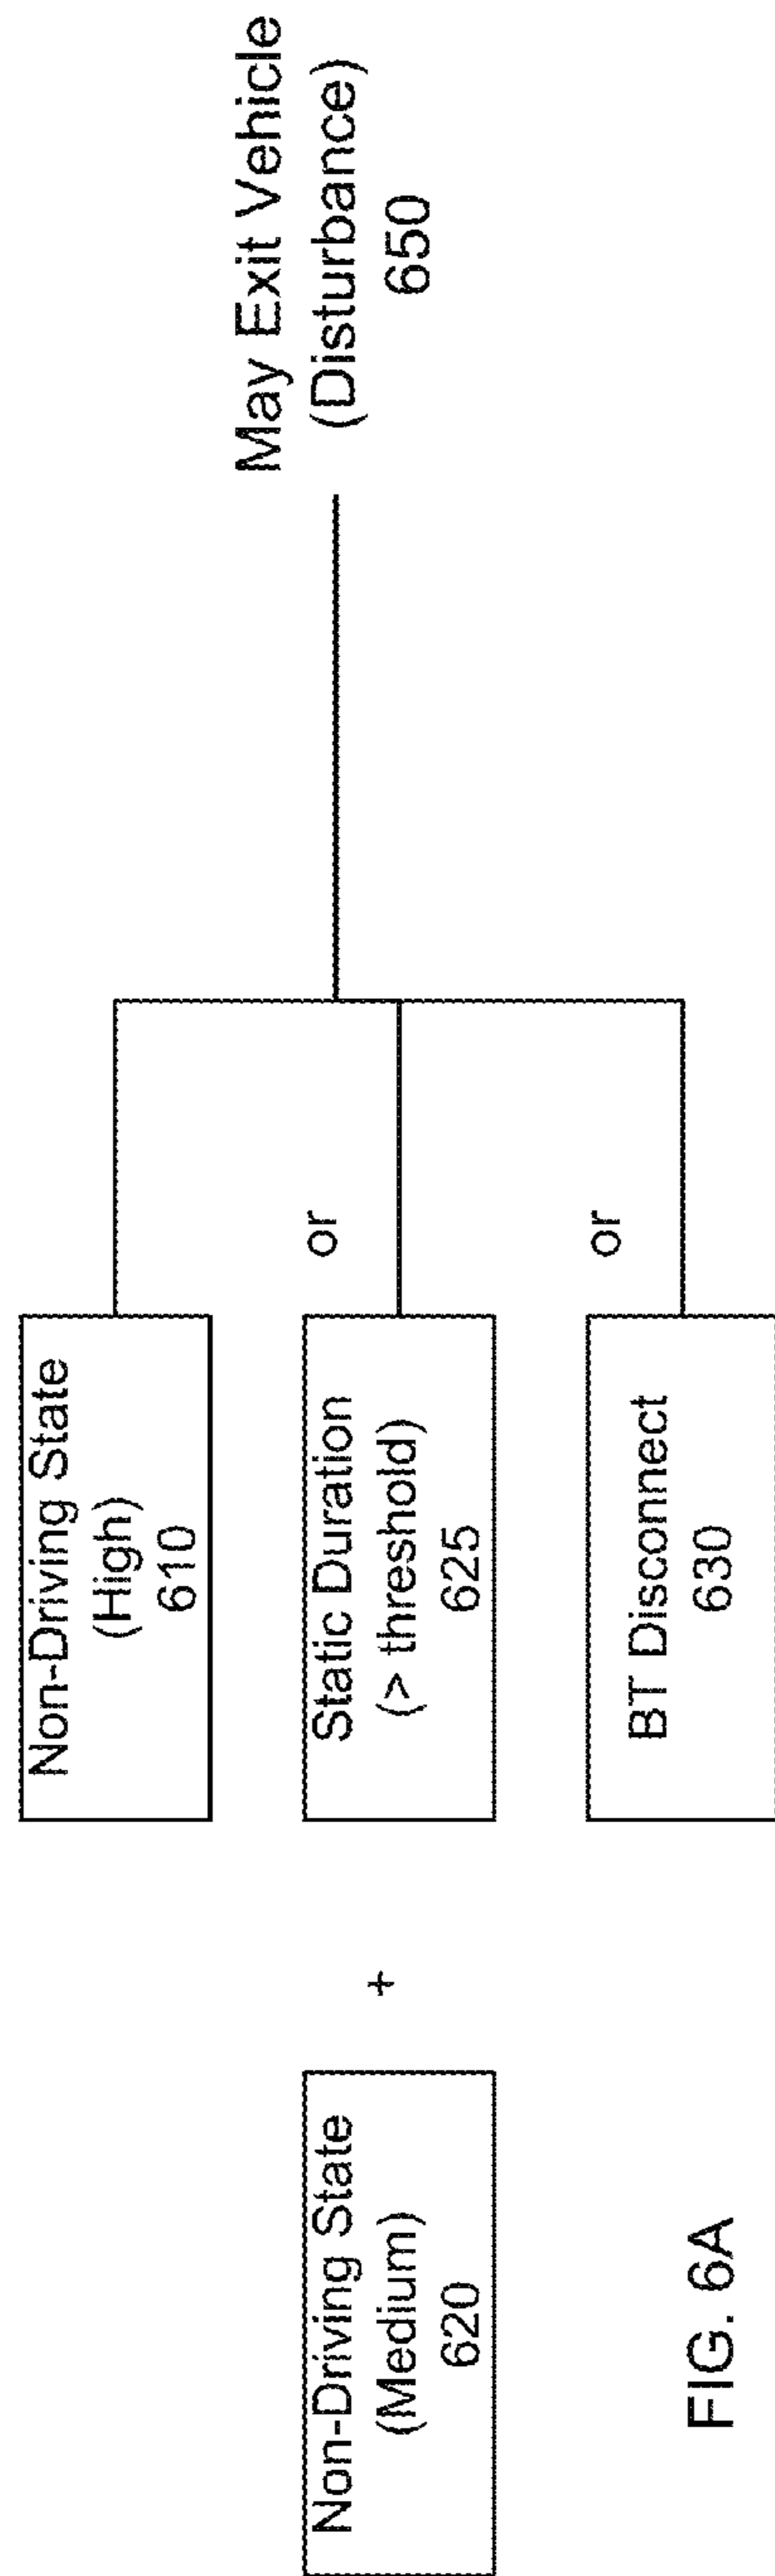 Non-Driving State
(High)
610
or
Non-Driving State
(Medium)
620
+
Static Duration
(> threshold)
625
or
BT Disconnect
630
May Exit Vehicle
(Disturbance)
650
FIG. 6A